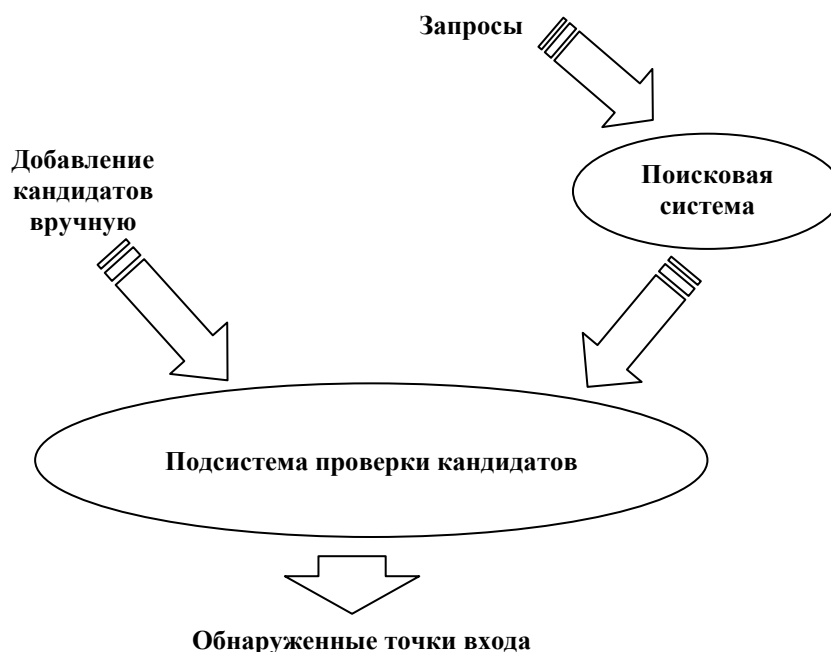 Запросы
Добавление
кандидатов
вручную
Поисковая
система
Подсистема проверки кандидатов
Обнаруженные точки входа